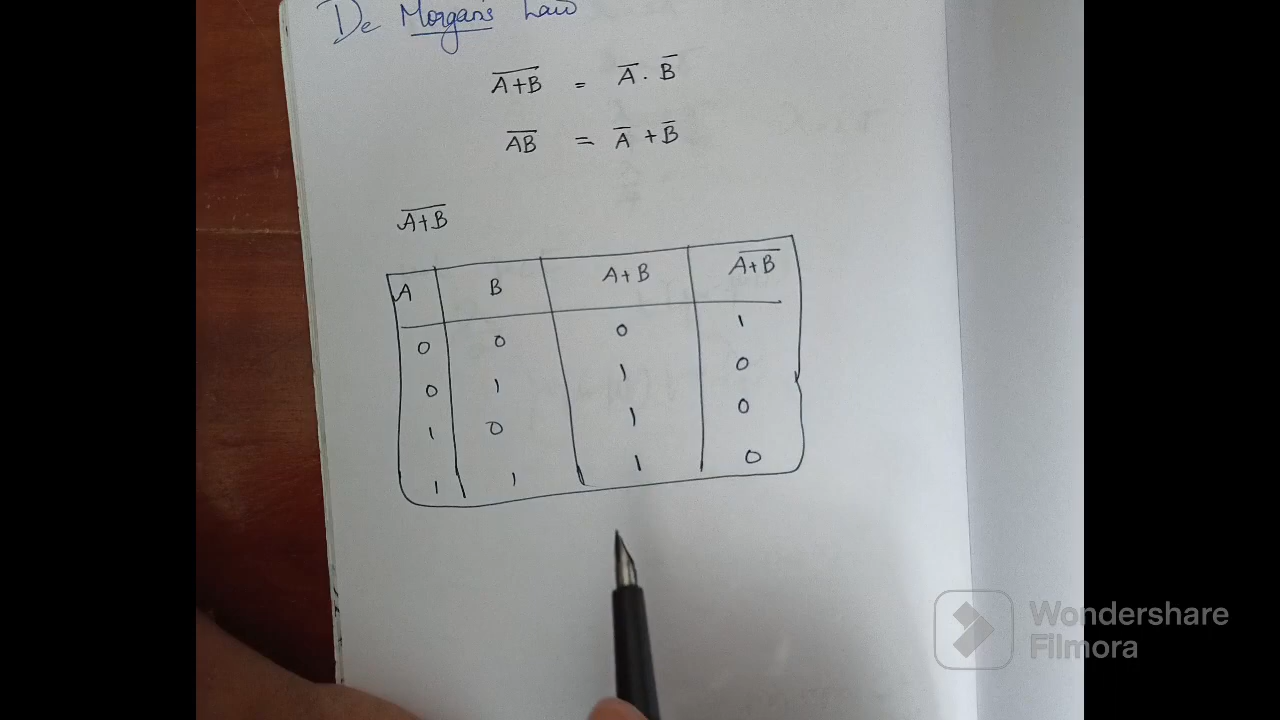 De Morgan's Law
A̅+̅B̅ = A̅ . B̅
A̅B̅ = A̅ + B̅
A̅+̅B̅
A B A+B A̅+̅B̅
0 0 0 1
0 1 1 0
1 0 1 0
1 1 1 0
Wondershare
Filmora